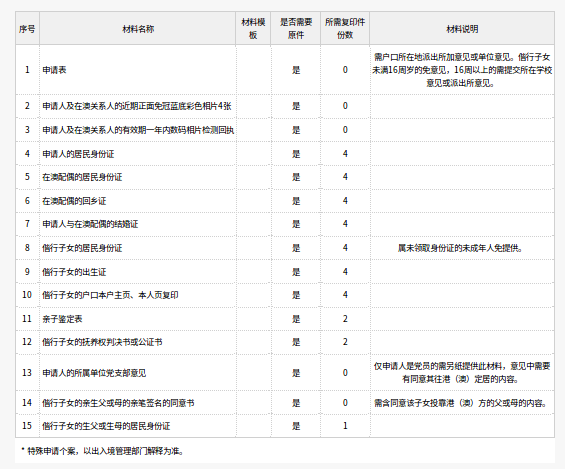 序号 材料名称 材料模板 是否需要原件 所需复印件份数 材料说明
1 申请表 是 0 需户口所在地派出所加意见或单位意见。偕行子女未满16周岁的免意见，16周以上的需提交所在学校意见或派出所意见。
2 申请人及在澳关系人的近期正面免冠蓝底彩色相片4张 是 0
3 申请人及在澳关系人的有效期一年内数码相片检测回执 是 0
4 申请人的居民身份证 是 4
5 在澳配偶的居民身份证 是 4
6 在澳配偶的回乡证 是 4
7 申请人与在澳配偶的结婚证 是 4
8 偕行子女的居民身份证 是 4 属未领取身份证的未成年人免提供。
9 偕行子女的出生证 是 4
10 偕行子女的户口本户主页、本人页复印 是 4
11 亲子鉴定表 是 2
12 偕行子女的抚养权判决书或公证书 是 2
13 申请人的所属单位党支部意见 是 0 仅申请人是党员的需另纸提供此材料，意见中需要有同意其往港（澳）定居的内容。
14 偕行子女的亲生父或母的亲笔签名的同意书 是 0 需含同意该子女投靠港（澳）方的父或母的内容。
15 偕行子女的生父或生母的居民身份证 是 1
* 特殊申请个案，以出入境管理部门解释为准。